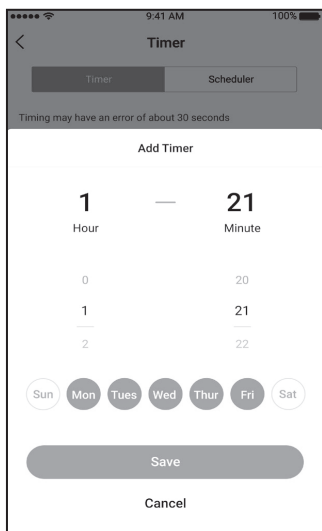 9:41 AM 100%
Timer
Timer Scheduler
Timing may have an error of about 30 seconds
Add Timer
1 — 21
Hour Minute
0 20
1 21
2 22
Sun Mon Tues Wed Thur Fri Sat
Save
Cancel